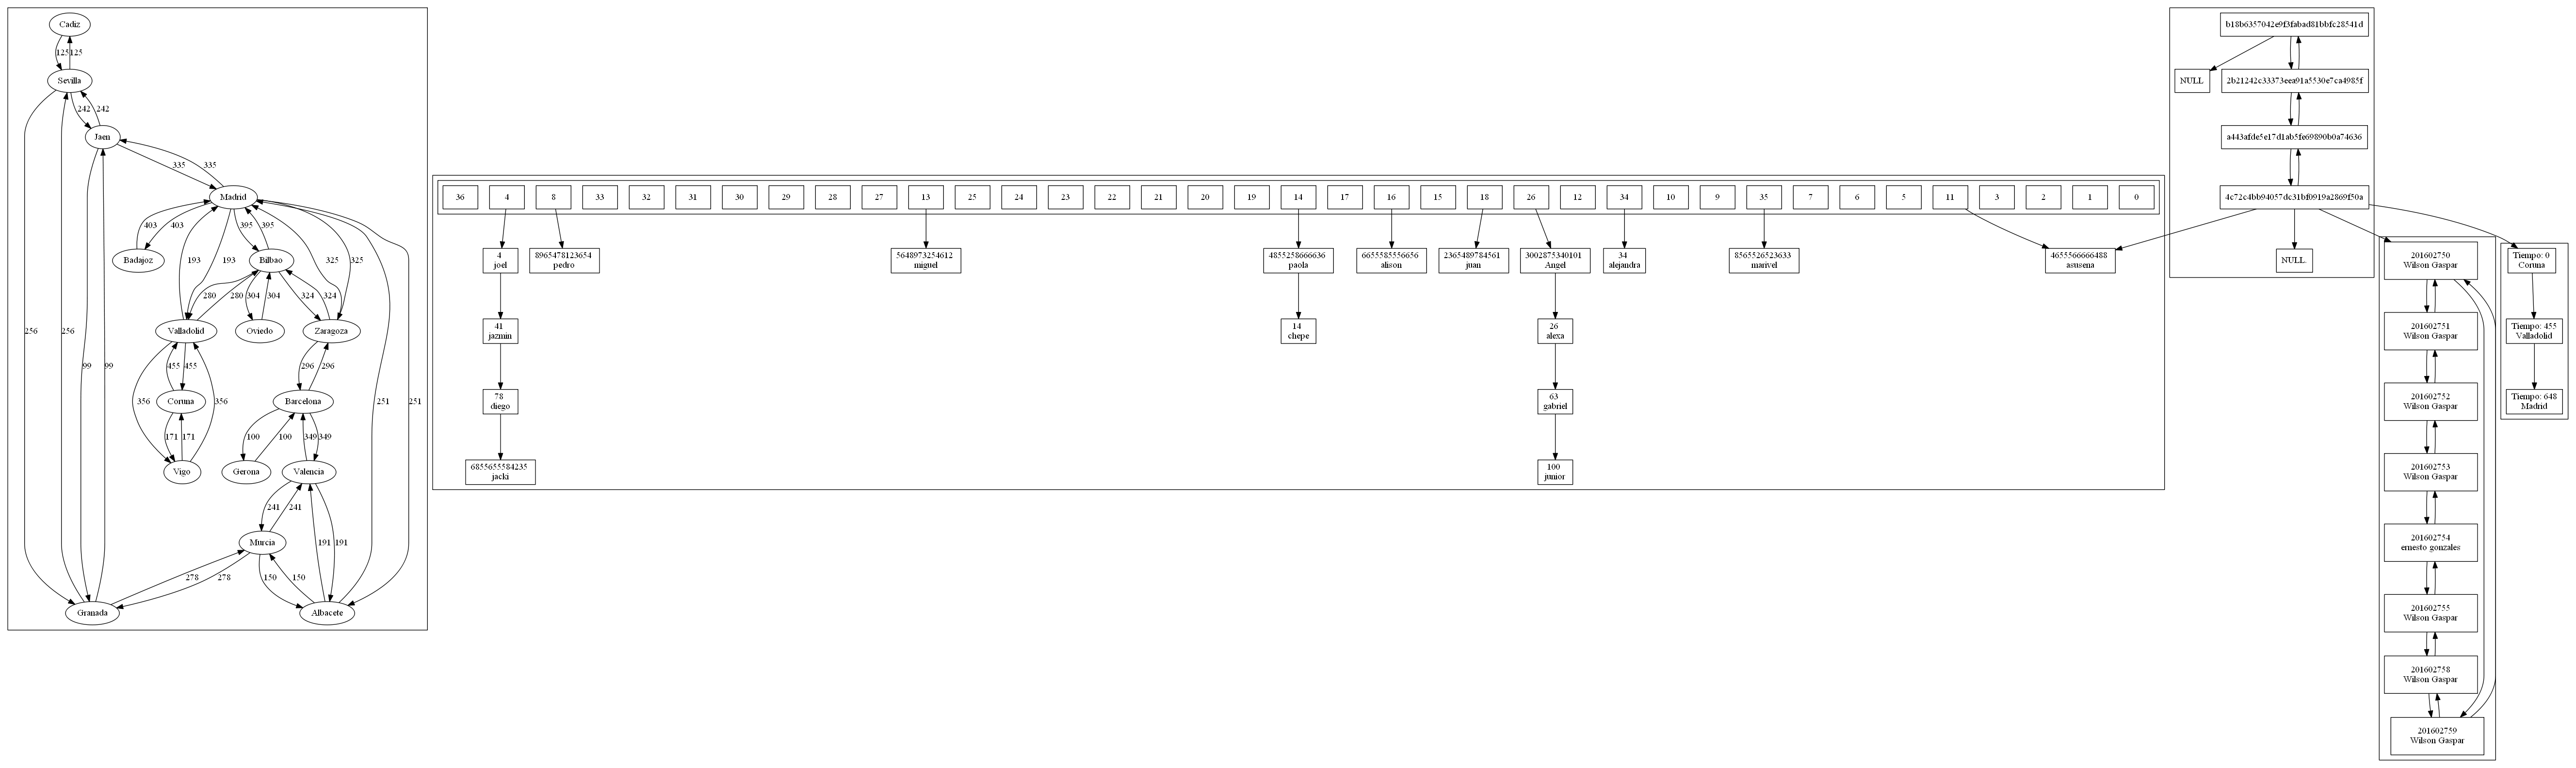 Cadiz
125
125
Sevilla
242
242
Jaen
335
335
Madrid
403
403
193
193
395
395
325
325
Badajoz
Bilbao
280
280
304
304
324
324
256
256
99
99
251
251
Valladolid
Oviedo
Zaragoza
455
455
296
296
356
356
Coruna
Barcelona
171
171
100
100
349
349
Vigo
Gerona
Valencia
241
241
191
191
Murcia
278
278
150
150
Granada
Albacete
36
4
8
33
32
31
30
29
28
27
13
25
24
23
22
21
20
19
14
17
16
15
18
26
12
34
10
9
35
7
6
5
11
3
2
1
0
4
joel
8965478123654
pedro
5648973254612
miguel
4855258666636
paola
6655585556656
alison
2365489784561
juan
3002875340101
Angel
34
alejandra
8565526523633
marivel
4655566666488
asusena
41
jazmin
14
chepe
26
alexa
78
diego
63
gabriel
6855655584235
jacki
100
junior
b18b6357042e9f3fabad81bbfc28541d
NULL
2b21242c33373eea91a5530e7ca4985f
a443afde5e17d1ab5fe69890b0a74636
4c72c4bb94057dc31bf0919a2869f50a
NULL.
201602750
Wilson Gaspar
201602751
Wilson Gaspar
201602752
Wilson Gaspar
201602753
Wilson Gaspar
201602754
ernesto gonzales
201602755
Wilson Gaspar
201602758
Wilson Gaspar
201602759
Wilson Gaspar
Tiempo: 0
Coruna
Tiempo: 455
Valladolid
Tiempo: 648
Madrid